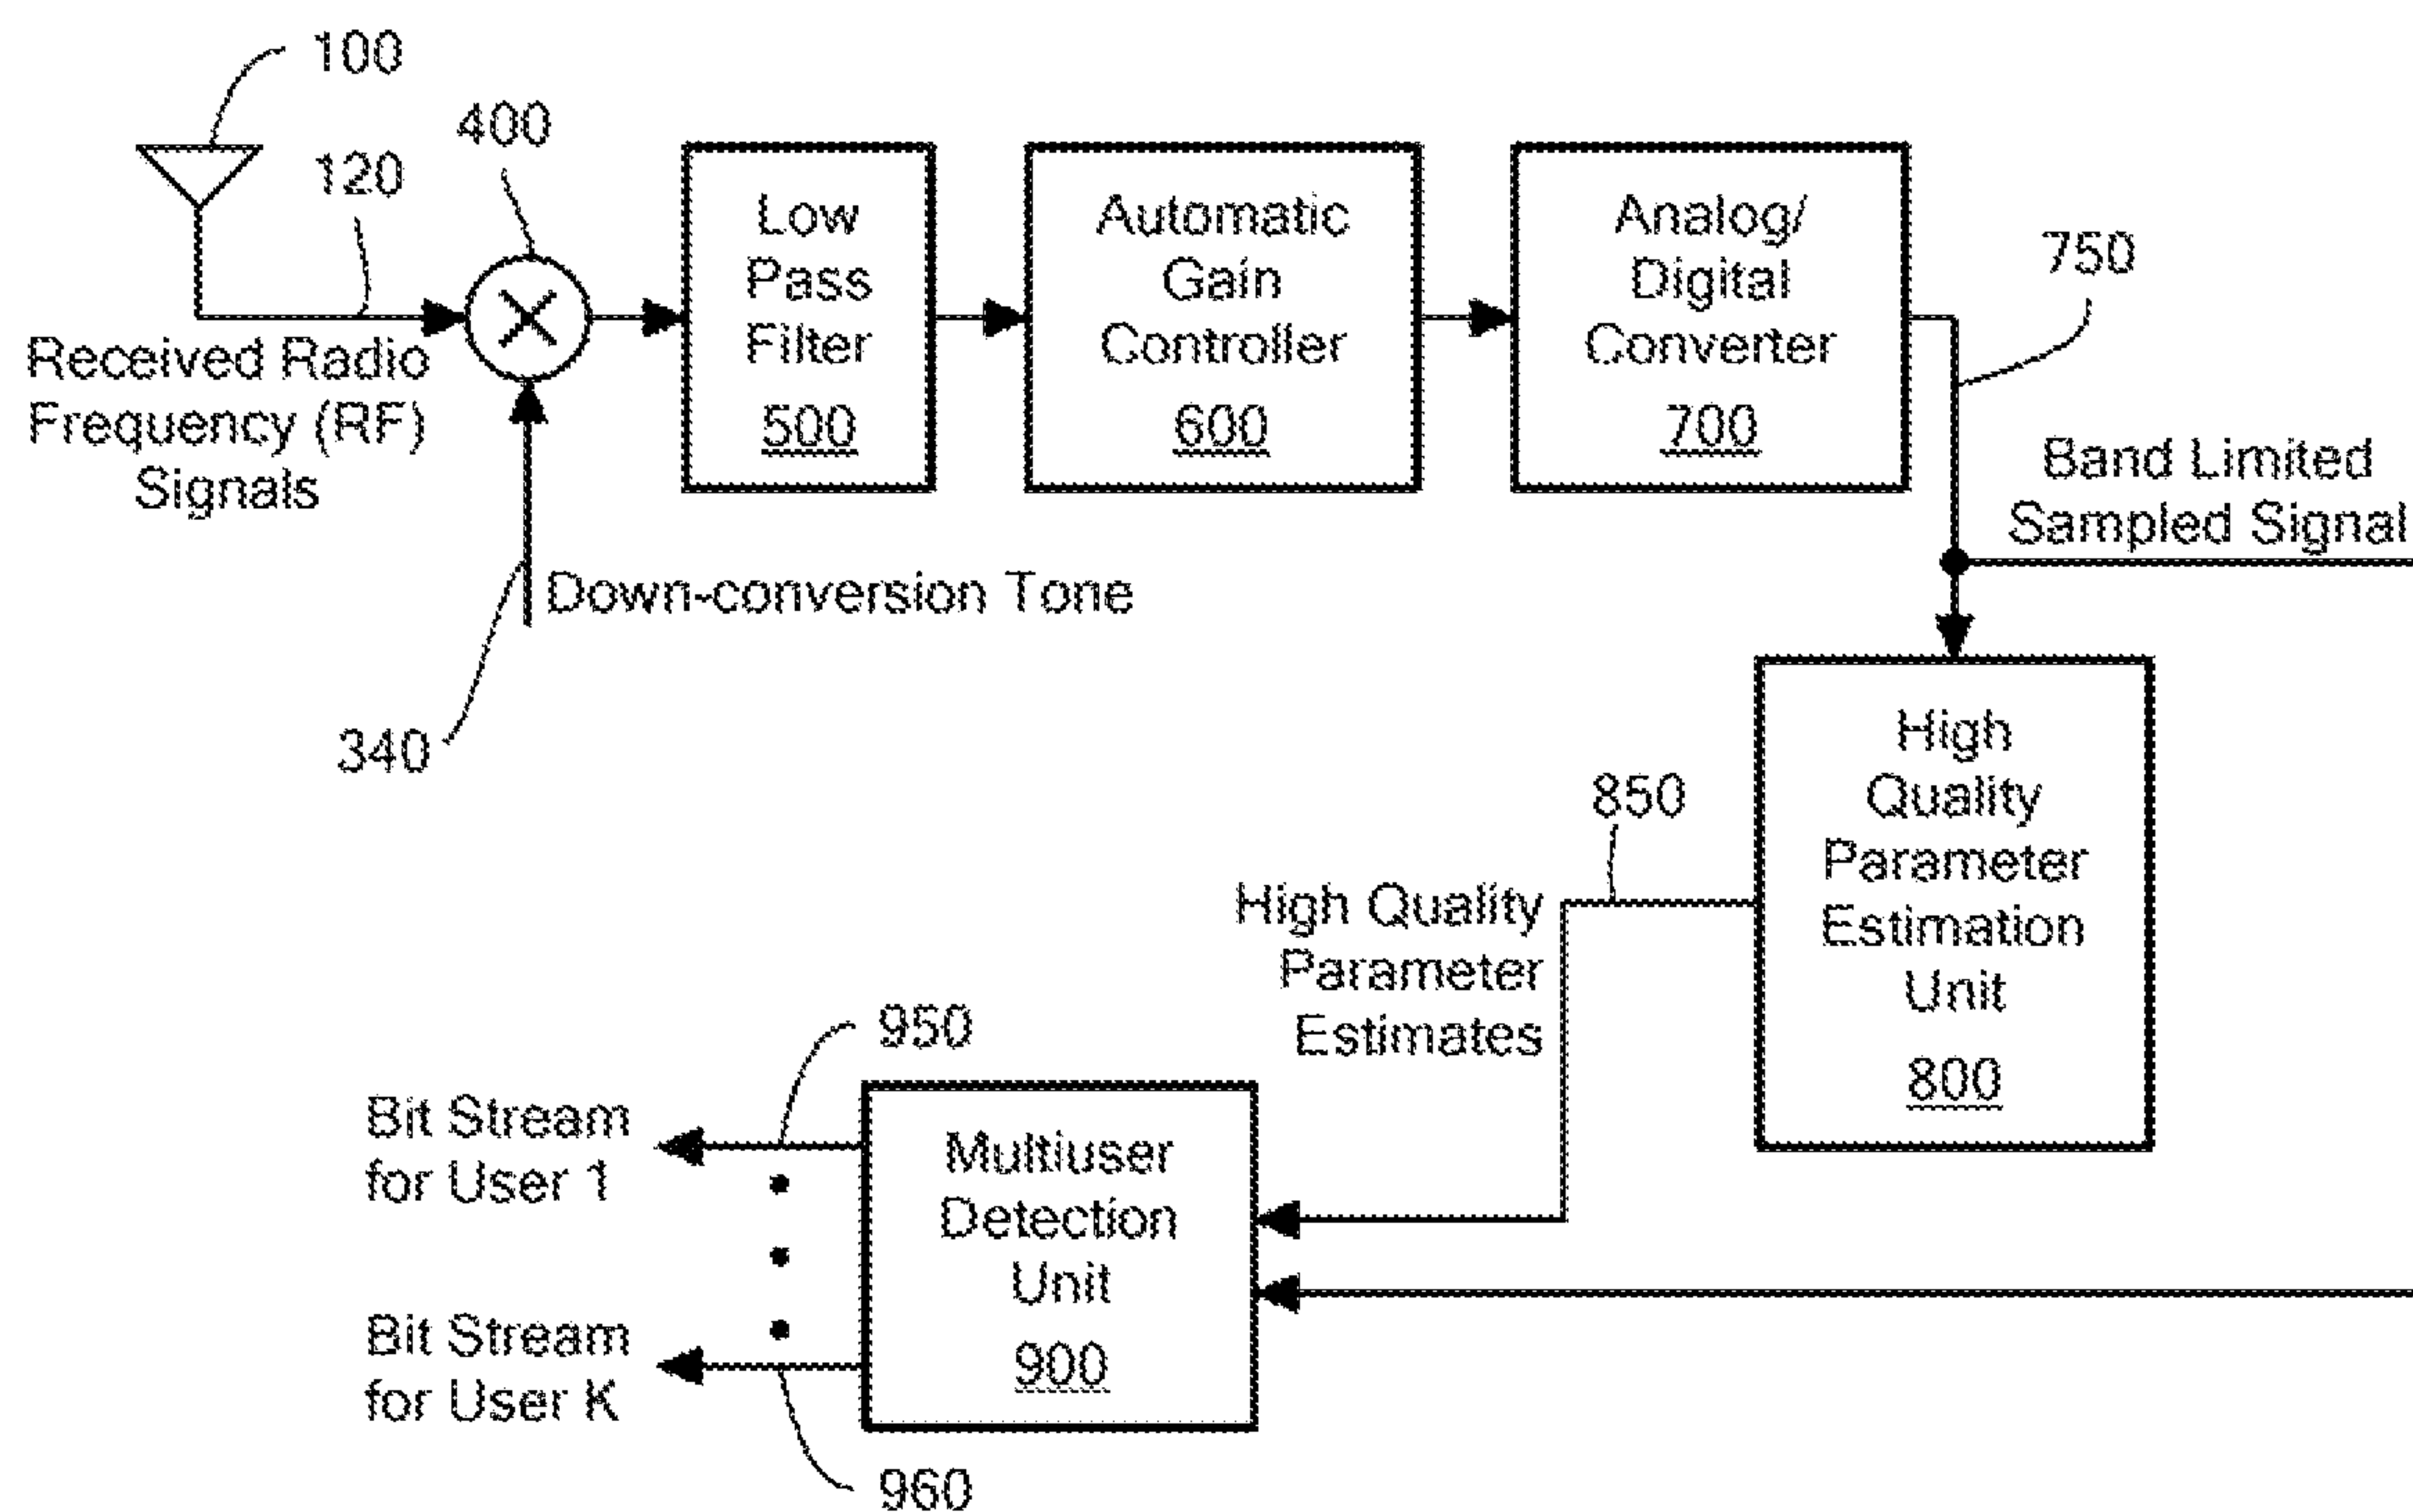 100
400
120
Low
Pass
Filter
500
Automatic
Gain
Controller
600
Analog/
Digital
Converter
700
750
Received Radio
Frequency (RF)
Signals
Band Limited
Sampled Signal
Down-conversion Tone
340
High
Quality
Parameter
Estimation
Unit
800
850
High Quality
Parameter
Estimates
950
Bit Stream
for User 1
Multiuser
Detection
Unit
900
Bit Stream
for User K
960